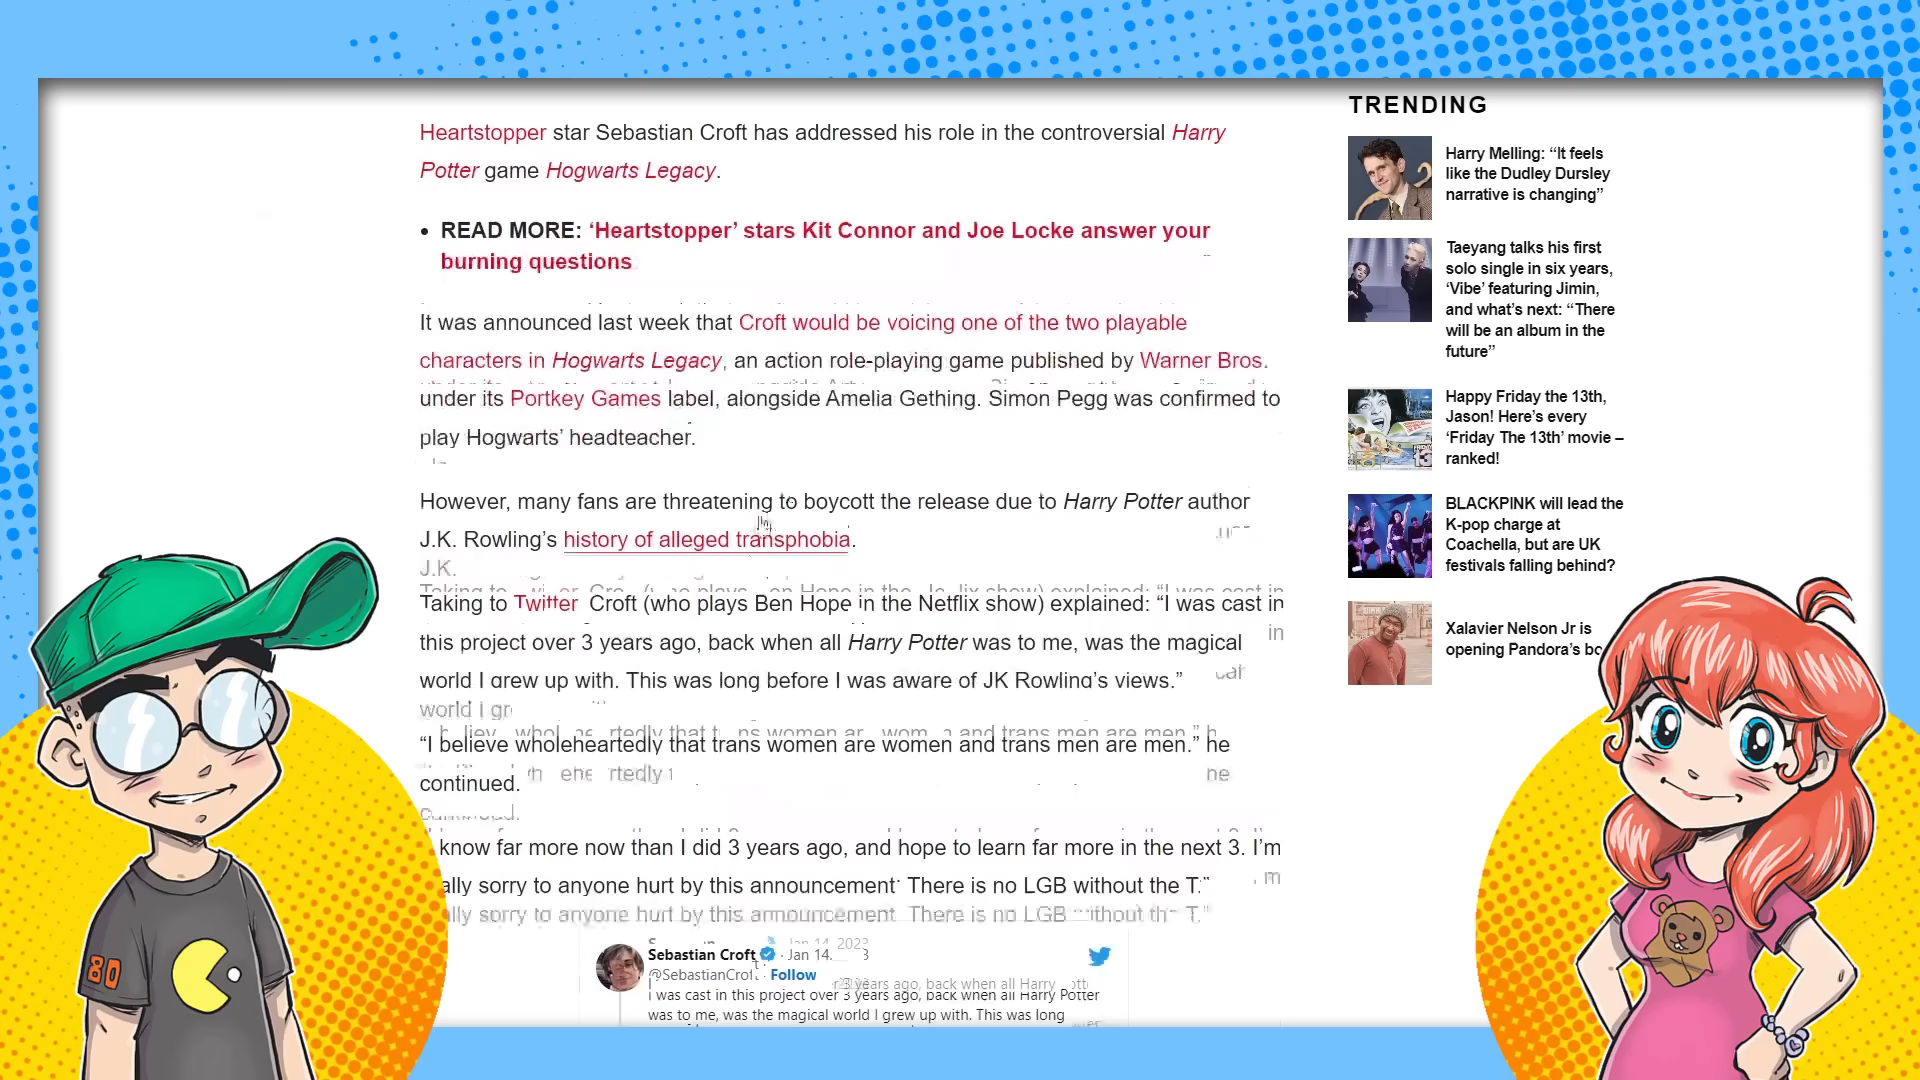 Heartstopper star Sebastian Croft has addressed his role in the controversial Harry
Potter game Hogwarts Legacy.
• READ MORE: ‘Heartstopper’ stars Kit Connor and Joe Locke answer your
burning questions
It was announced last week that Croft would be voicing one of the two playable
characters in Hogwarts Legacy, an action role-playing game published by Warner Bros.
under its Portkey Games label, alongside Amelia Gething. Simon Pegg was confirmed to
play Hogwarts’ headteacher.
However, many fans are threatening to boycott the release due to Harry Potter author
J.K. Rowling’s history of alleged transphobia.
J.K.
Taking to Twitter Croft (who plays Ben Hope in the Netflix show) explained: “I was cast in
this project over 3 years ago, back when all Harry Potter was to me, was the magical
world I grew up with. This was long before I was aware of JK Rowling’s views.”
“I believe wholeheartedly that trans women are women and trans men are men.” he
continued.
know far more now than I did 3 years ago, and hope to learn far more in the next 3. I’m
ally sorry to anyone hurt by this announcement There is no LGB without the T.”
Sebastian Croft · Jan 14.
@SebastianCrof · Follow
I was cast in this project over 3 years ago, back when all Harry Potter
was to me, was the magical world I grew up with. This was long
TRENDING
Harry Melling: “It feels
like the Dudley Dursley
narrative is changing”
Taeyang talks his first
solo single in six years,
‘Vibe’ featuring Jimin,
and what’s next: “There
will be an album in the
future”
Happy Friday the 13th,
Jason! Here’s every
‘Friday The 13th’ movie –
ranked!
BLACKPINK will lead the
K-pop charge at
Coachella, but are UK
festivals falling behind?
Xalavier Nelson Jr is
opening Pandora’s bo
80